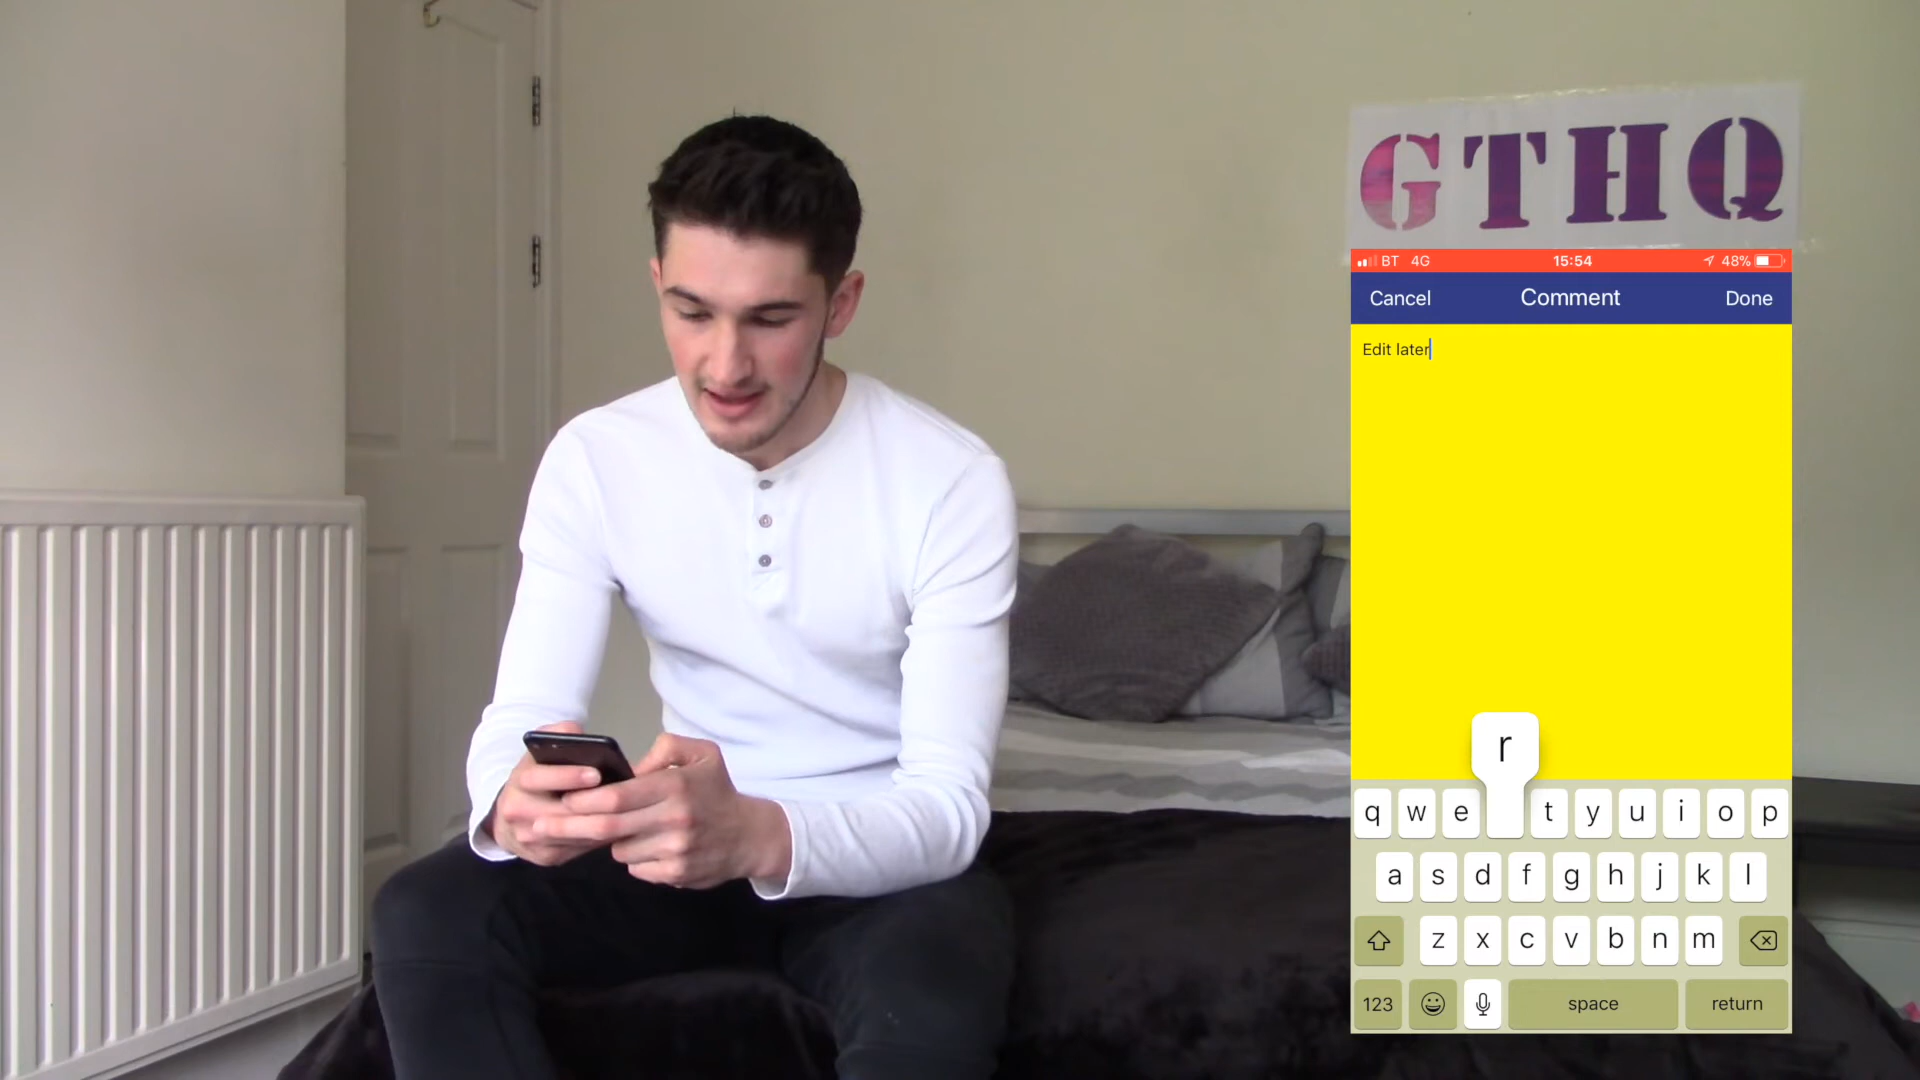 GTHQ
BT 4G 15:54 48%
Cancel Comment Done
Edit later
r
q w e t y u i o p
a s d f g h j k l
z x c v b n m
123 space return